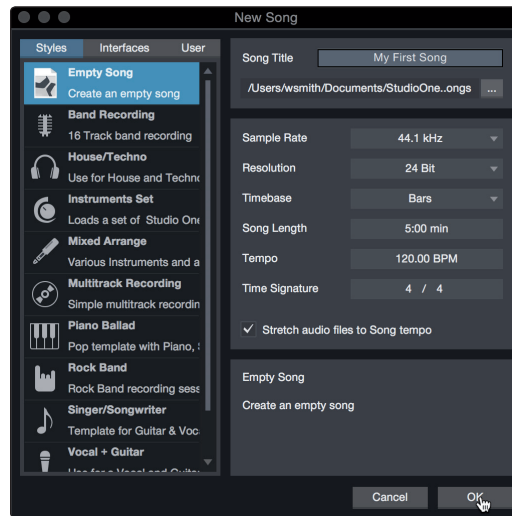 New Song
Styles Interfaces User
Empty Song
Create an empty song
Band Recording
16 Track band recording
House/Techno
Use for House and Techno
Instruments Set
Loads a set of Studio One
Mixed Arrange
Various Instruments and a
Multitrack Recording
Simple multitrack recordin
Piano Ballad
Pop template with Piano,
Rock Band
Rock Band recording sess
Singer/Songwriter
Template for Guitar & Voc
Vocal + Guitar
Song Title My First Song
/Users/wsmith/Documents/StudioOne..ongs ...
Sample Rate 44.1 kHz
Resolution 24 Bit
Timebase Bars
Song Length 5:00 min
Tempo 120.00 BPM
Time Signature 4 / 4
Stretch audio files to Song tempo
Empty Song
Create an empty song
Cancel OK